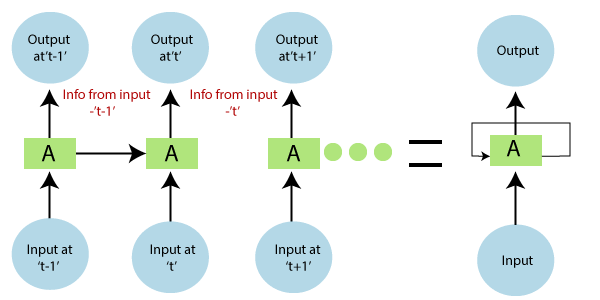 Output
at't-1'
Output
at't'
Output
at't+1'
Output
Info from input
-'t-1'
Info from input
-'t'
A
A
A
A
Input at
't-1'
Input at
't'
Input at
't+1'
Input